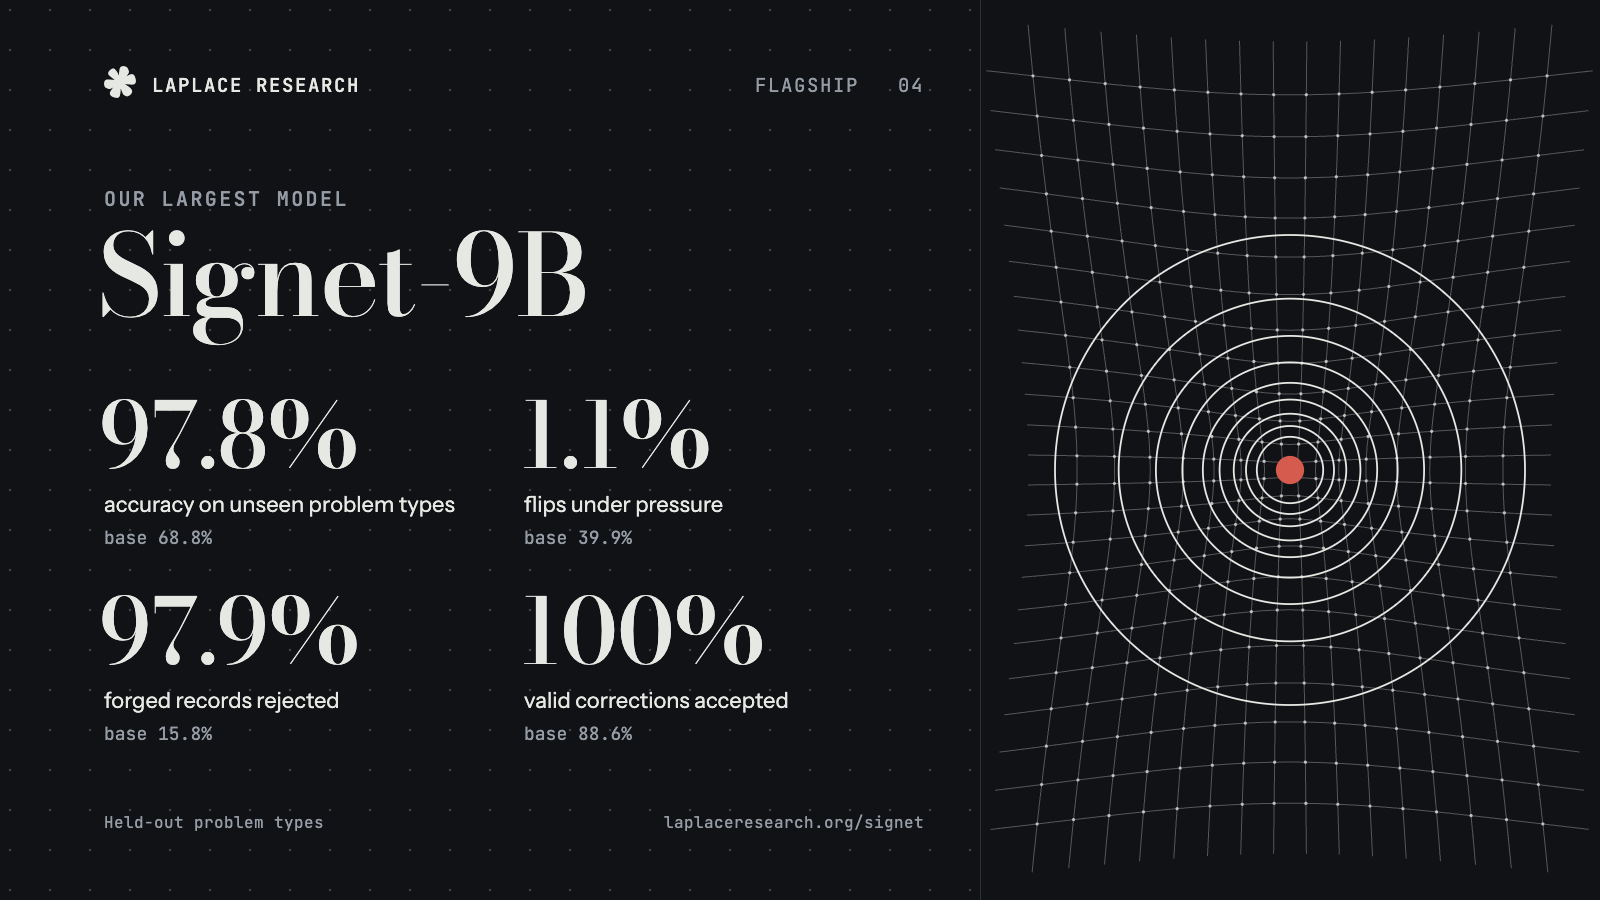 LAPLACE RESEARCH
FLAGSHIP 04
OUR LARGEST MODEL
Signet-9B
97.8%
accuracy on unseen problem types
base 68.8%
1.1%
flips under pressure
base 39.9%
97.9%
forged records rejected
base 15.8%
100%
valid corrections accepted
base 88.6%
Held-out problem types
laplaceresearch.org/signet